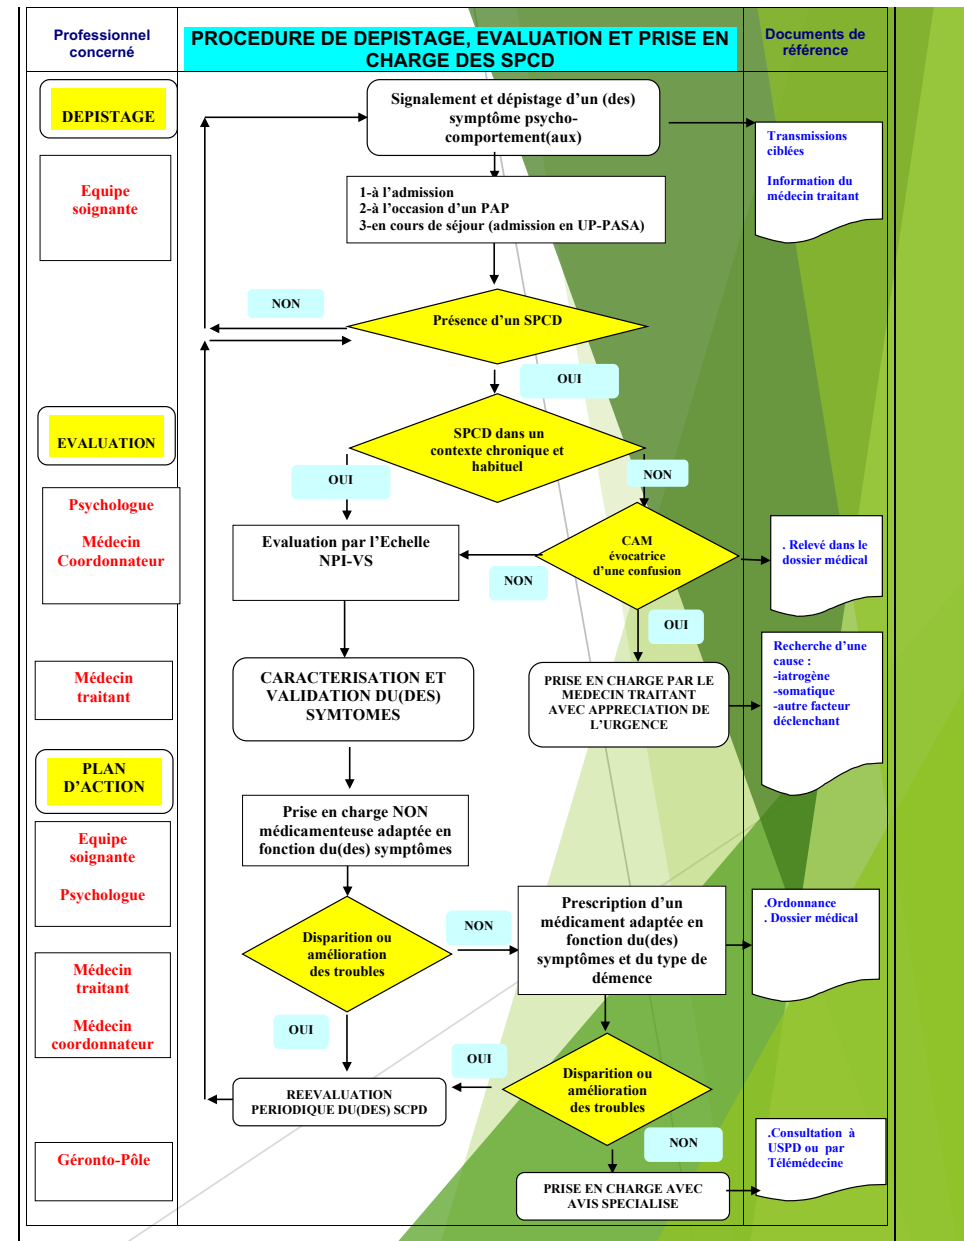 Professionnel
concerné
PROCEDURE DE DEPISTAGE, EVALUATION ET PRISE EN
CHARGE DES SPCD
Documents de
référence
DEPISTAGE
Signalement et dépistage d'un (des)
symptôme psycho-
comportement(aux)
Transmissions
ciblées
Information du
médecin traitant
Equipe
soignante
1-à l'admission
2-à l'occasion d'un PAP
3-en cours de séjour (admission en UP-PASA)
NON
Présence d'un SPCD
OUI
EVALUATION
SPCD dans un
contexte chronique et
habituel
OUI
NON
Psychologue
Médecin
Coordonnateur
Evaluation par l'Echelle
NPI-VS
NON
CAM
évocatrice
d'une confusion
. Relevé dans le
dossier médical
OUI
Médecin
traitant
CARACTERISATION ET
VALIDATION DU(DES)
SYMTOMES
PRISE EN CHARGE PAR LE
MEDECIN TRAITANT
AVEC APPRECIATION DE
L'URGENCE
Recherche d'une
cause :
-iatrogène
-somatique
-autre facteur
déclenchant
PLAN
D'ACTION
Prise en charge NON
médicamenteuse adaptée en
fonction du(des) symptômes
Equipe
soignante
Psychologue
Disparition ou
amélioration
des troubles
NON
Prescription d'un
médicament adaptée en
fonction du(des)
symptômes et du type de
démence
.Ordonnance
. Dossier médical
Médecin
traitant
Médecin
coordonnateur
OUI
OUI
Disparition ou
amélioration
des troubles
REEVALUATION
PERIODIQUE DU(DES) SCPD
NON
Géronto-Pôle
PRISE EN CHARGE AVEC
AVIS SPECIALISE
.Consultation à
USPD ou par
Télémédecine